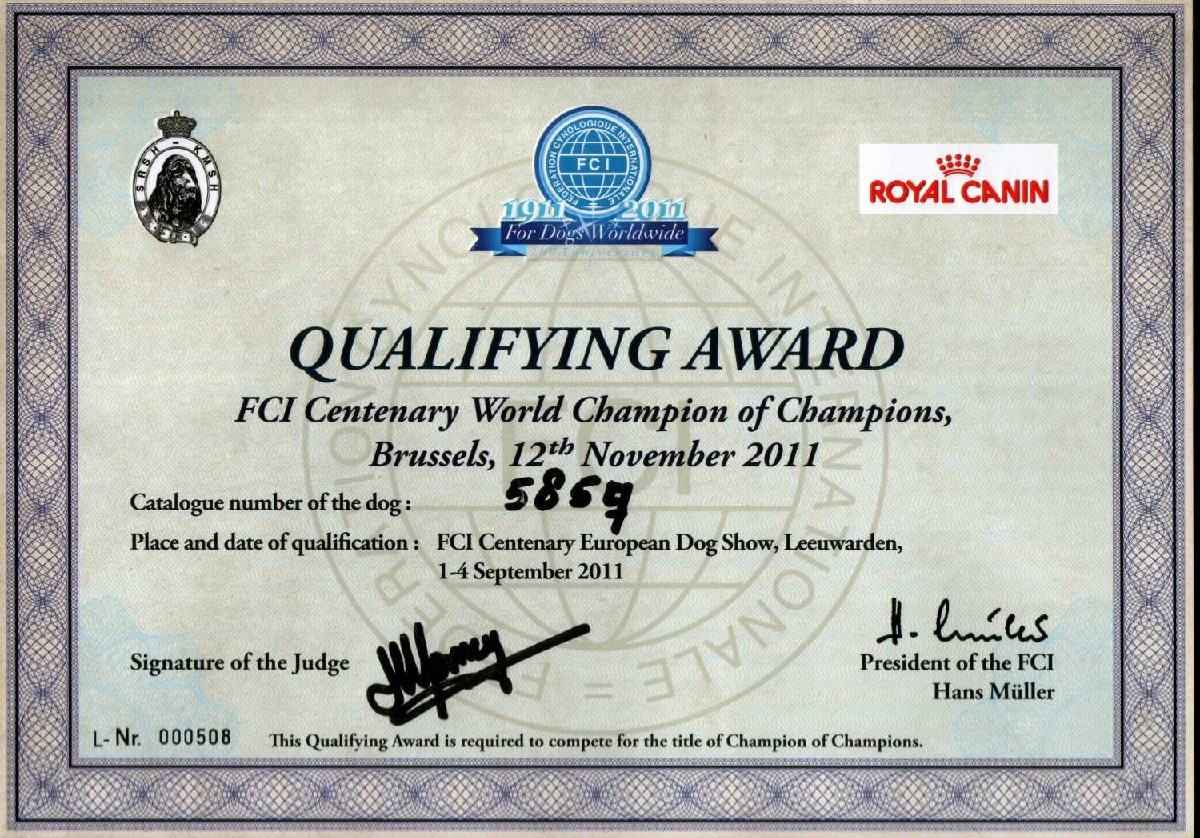 SRSH - KMSH
FEDERATION CYNOLOGIQUE INTERNATIONALE
FCI
1911 2011
For Dogs Worldwide
100 Anniversary
ROYAL CANIN
QUALIFYING AWARD
FCI Centenary World Champion of Champions,
Brussels, 12th November 2011
Catalogue number of the dog : 5859
Place and date of qualification : FCI Centenary European Dog Show, Leeuwarden,
1-4 September 2011
Signature of the Judge
President of the FCI
Hans Müller
L-Nr. 000508
This Qualifying Award is required to compete for the title of Champion of Champions.